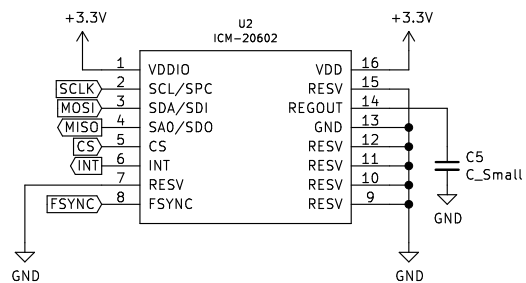 U2
ICM-20602
+3.3V
+3.3V
1 VDDIO VDD 16
SCLK 2 SCL/SPC RESV 15
MOSI 3 SDA/SDI REGOUT 14
MISO 4 SA0/SDO GND 13
CS 5 CS RESV 12
INT 6 INT RESV 11
7 RESV RESV 10
FSYNC 8 FSYNC RESV 9
C5
C_Small
GND
GND
GND